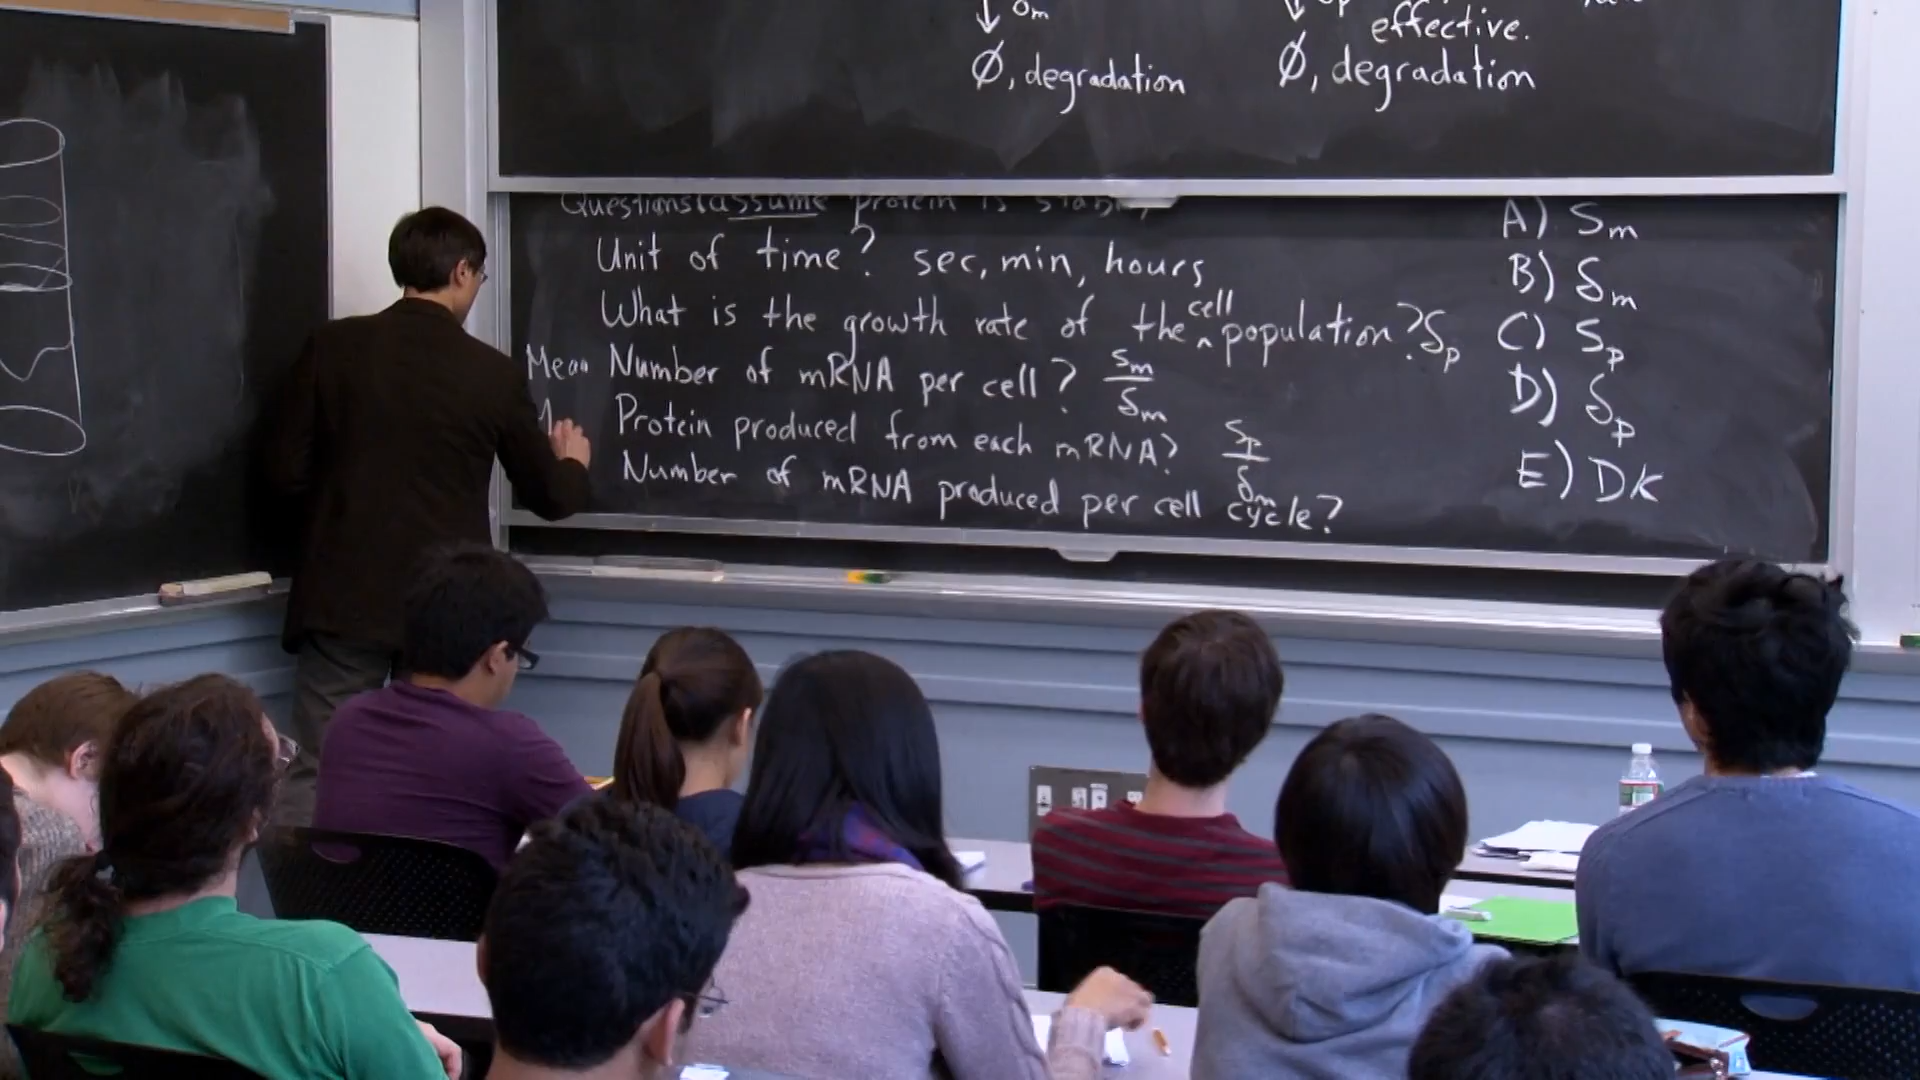 δm
effective.
Ø, degradation
Ø, degradation
Questions (assume protein is stable)
Unit of time? sec, min, hours
What is the growth rate of the cell population? δp
Mean Number of mRNA per cell? Sm/δm
Protein produced from each mRNA? Sp/δm
Number of mRNA produced per cell cycle?
A) Sm
B) δm
C) Sp
D) δp
E) DK